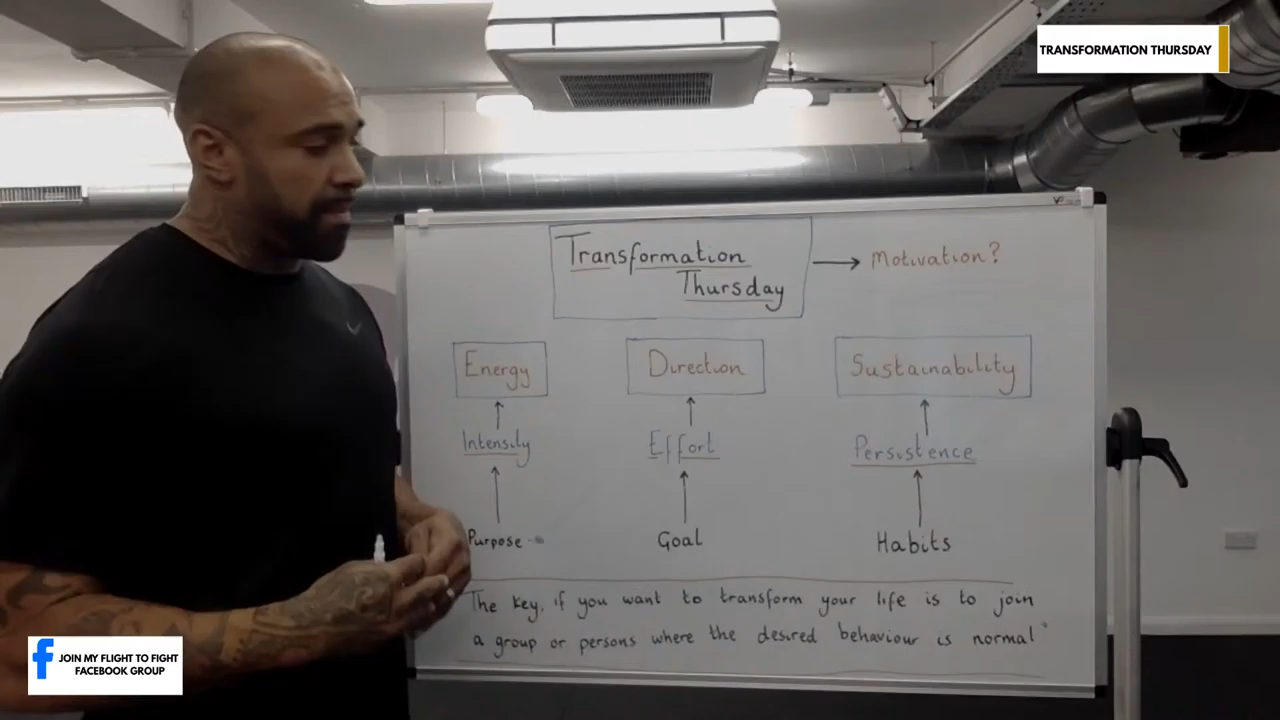 TRANSFORMATION THURSDAY
Transformation
Thursday
Motivation?
Energy
Direction
Sustainability
Intensity
Effort
Persistence
Purpose
Goal
Habits
The key, if you want to transform your life is to join
a group or persons where the desired behaviour is normal
JOIN MY FLIGHT TO FIGHT
FACEBOOK GROUP